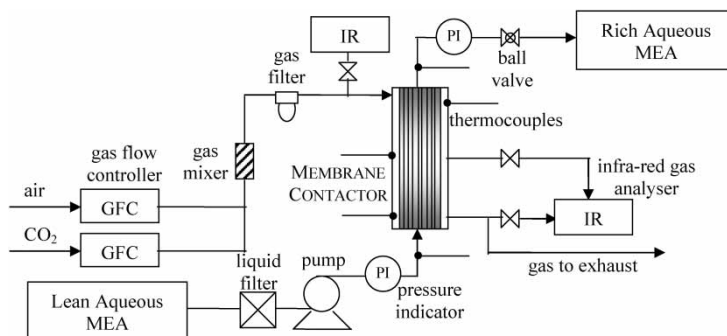 IR
PI
Rich Aqueous
MEA
gas
filter
ball
valve
thermocouples
gas flow
controller
gas
mixer
MEMBRANE
CONTACTOR
infra-red gas
analyser
air
GFC
IR
CO2
GFC
gas to exhaust
liquid
filter
pump
PI
pressure
indicator
Lean Aqueous
MEA